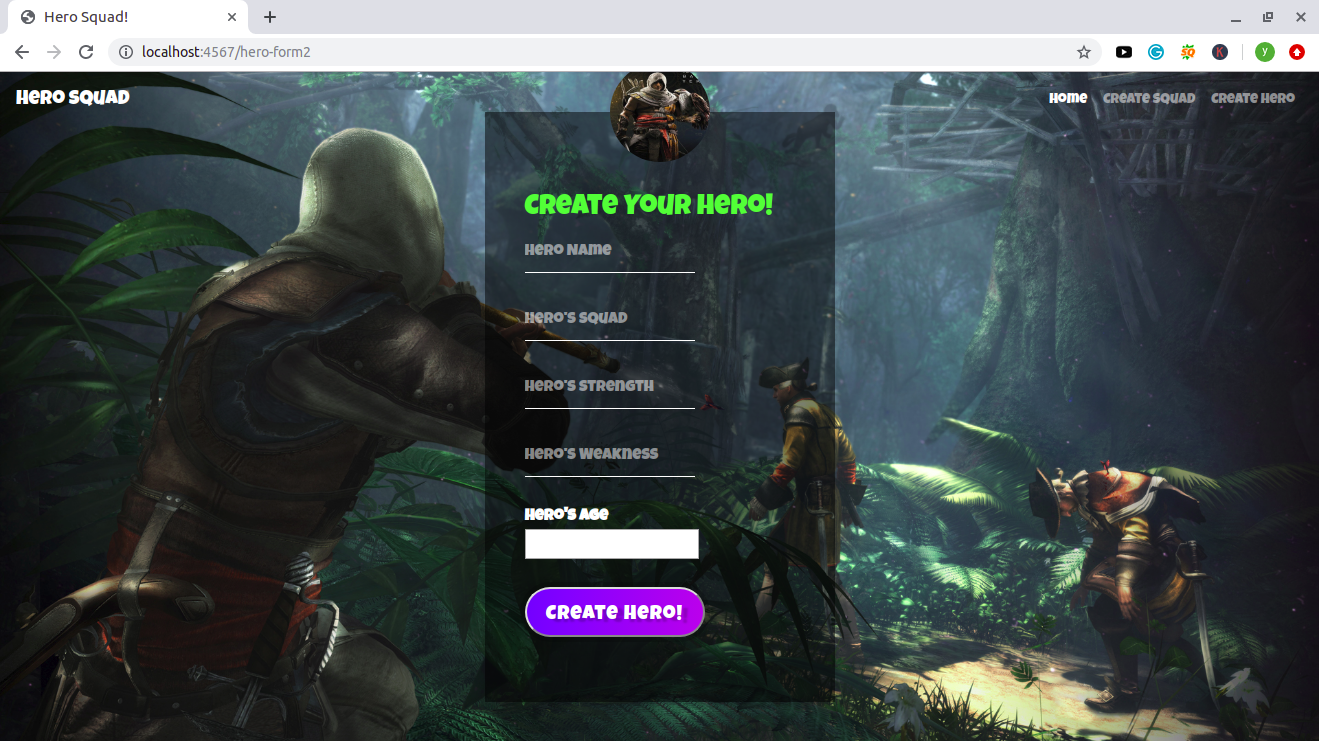 Hero Squad!
localhost:4567/hero-form2
Hero Squad
Home Create Squad Create Hero
Create Your Hero!
Hero Name
Hero's Squad
Hero's Strength
Hero's Weakness
Hero's Age
Create Hero!